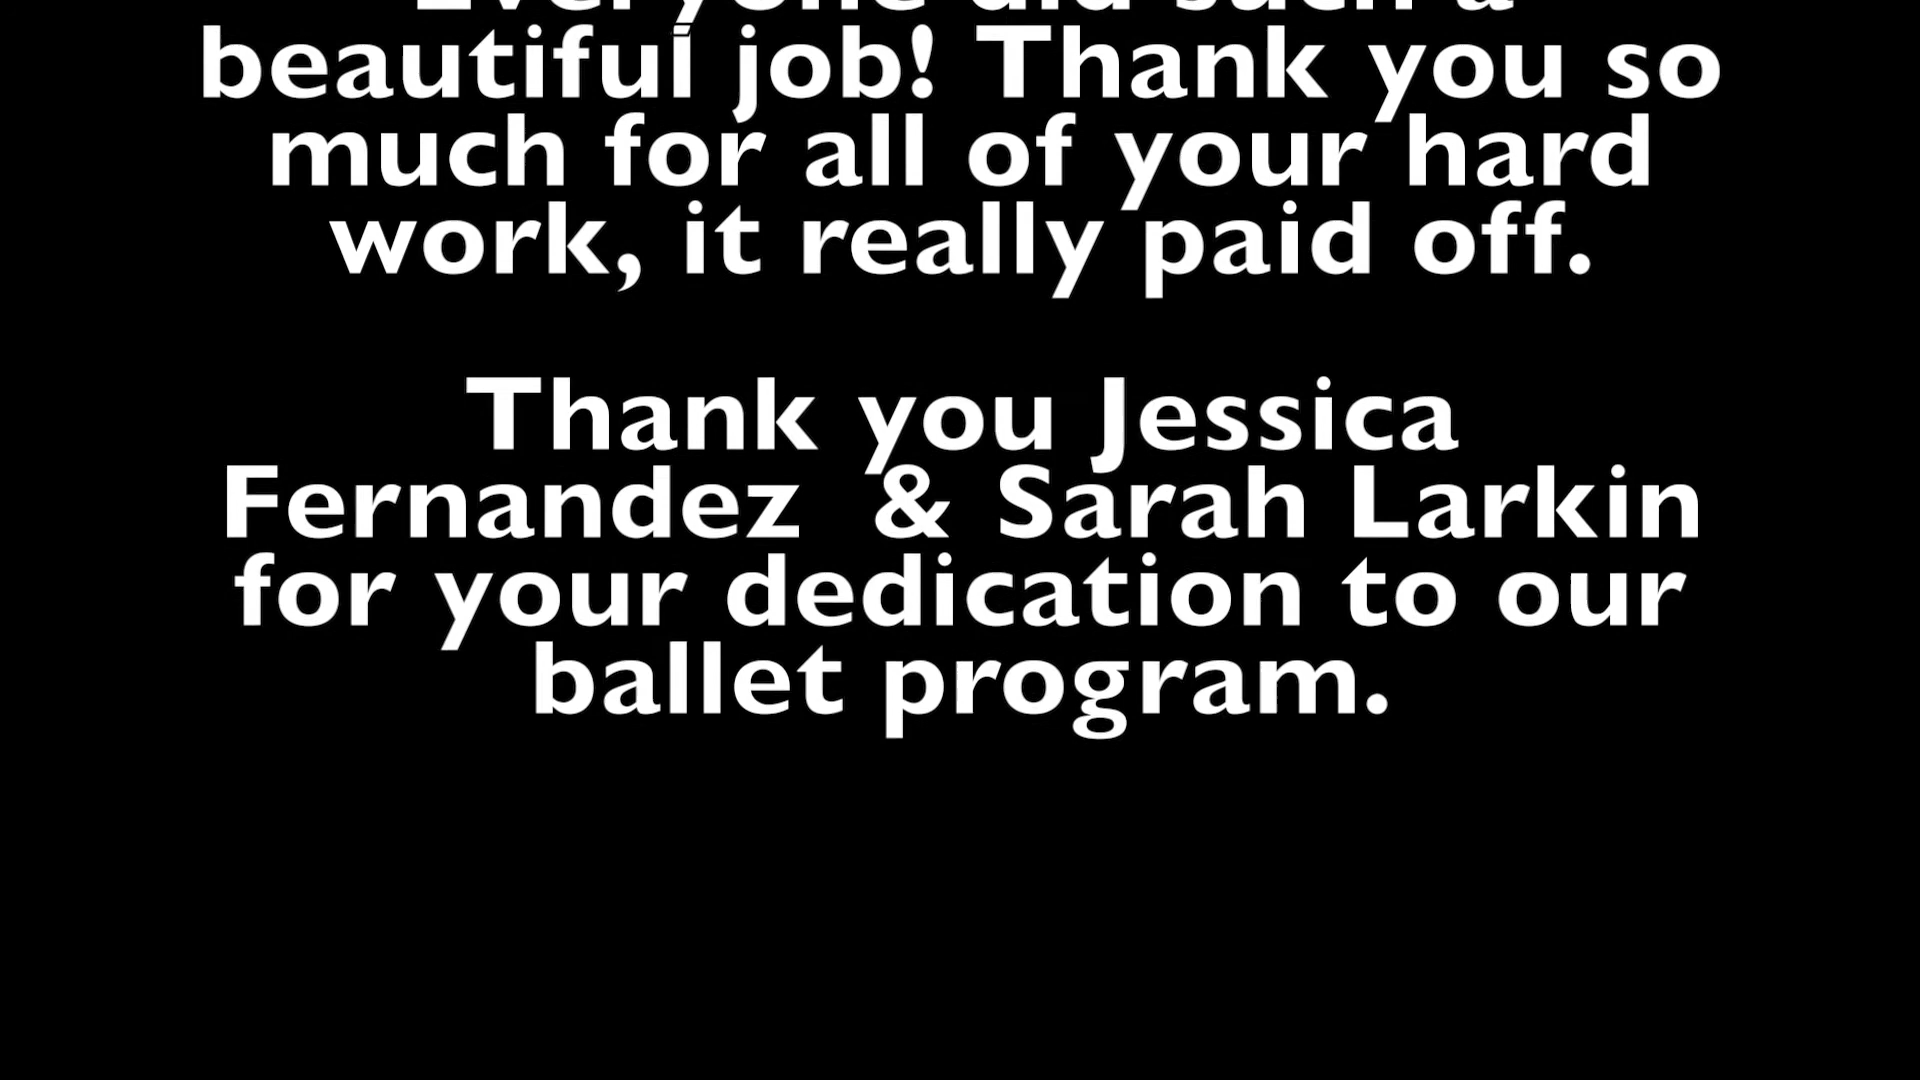 Everyone did such a
beautiful job! Thank you so
much for all of your hard
work, it really paid off.
Thank you Jessica
Fernandez & Sarah Larkin
for your dedication to our
ballet program.